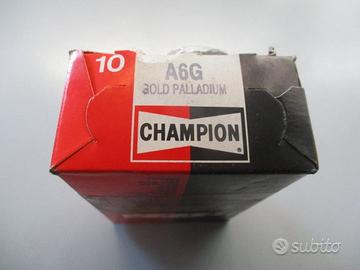 10
A6G
GOLD PALLADIUM
CHAMPION
®
subito